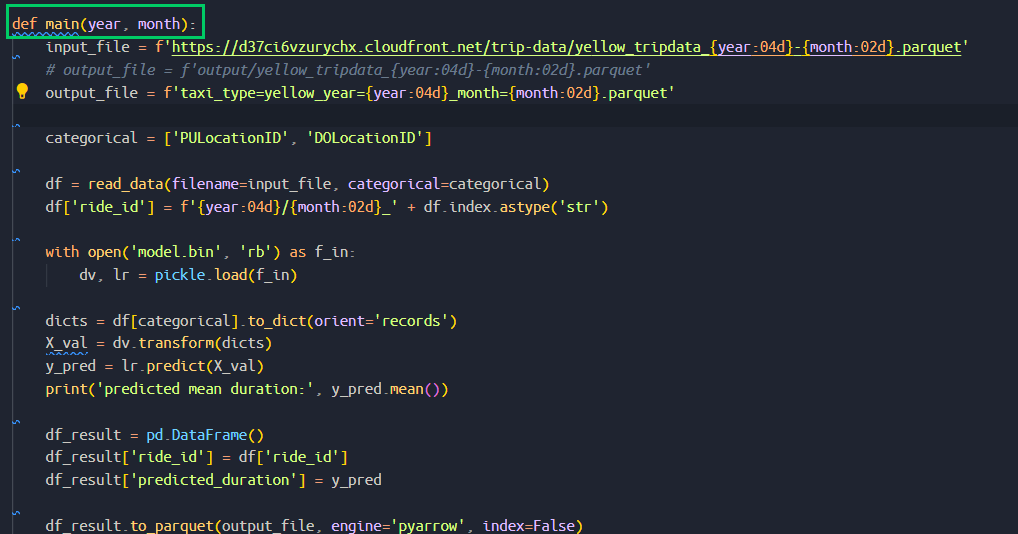 def main(year, month):
    input_file = f'https://d37ci6vzurychx.cloudfront.net/trip-data/yellow_tripdata_{year:04d}-{month:02d}.parquet'
    # output_file = f'output/yellow_tripdata_{year:04d}-{month:02d}.parquet'
    output_file = f'taxi_type=yellow_year={year:04d}_month={month:02d}.parquet'
    categorical = ['PULocationID', 'DOLocationID']
    df = read_data(filename=input_file, categorical=categorical)
    df['ride_id'] = f'{year:04d}/{month:02d}_' + df.index.astype('str')
    with open('model.bin', 'rb') as f_in:
        dv, lr = pickle.load(f_in)
    dicts = df[categorical].to_dict(orient='records')
    X_val = dv.transform(dicts)
    y_pred = lr.predict(X_val)
    print('predicted mean duration:', y_pred.mean())
    df_result = pd.DataFrame()
    df_result['ride_id'] = df['ride_id']
    df_result['predicted_duration'] = y_pred
    df_result.to_parquet(output_file, engine='pyarrow', index=False)